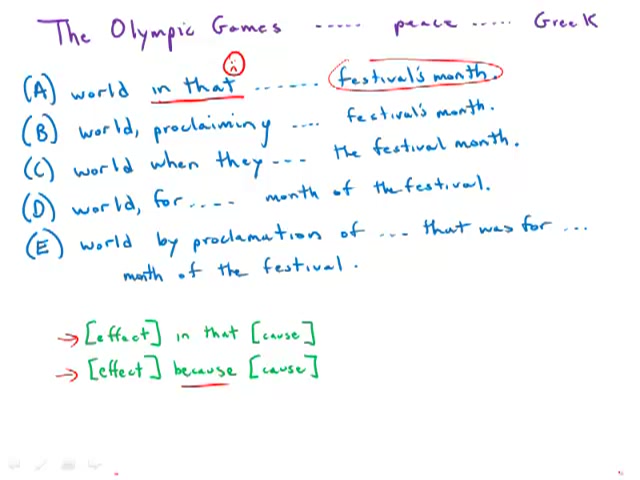 The Olympic Games ..... peace ..... Greek
(A) world in that ...... festival's month.
(B) world, proclaiming .... festival's month.
(C) world when they --- the festival month.
(D) world, for .... month of the festival.
(E) world by proclamation of ... that was for ...
month of the festival.
→ [effect] in that [cause]
→ [effect] because [cause]